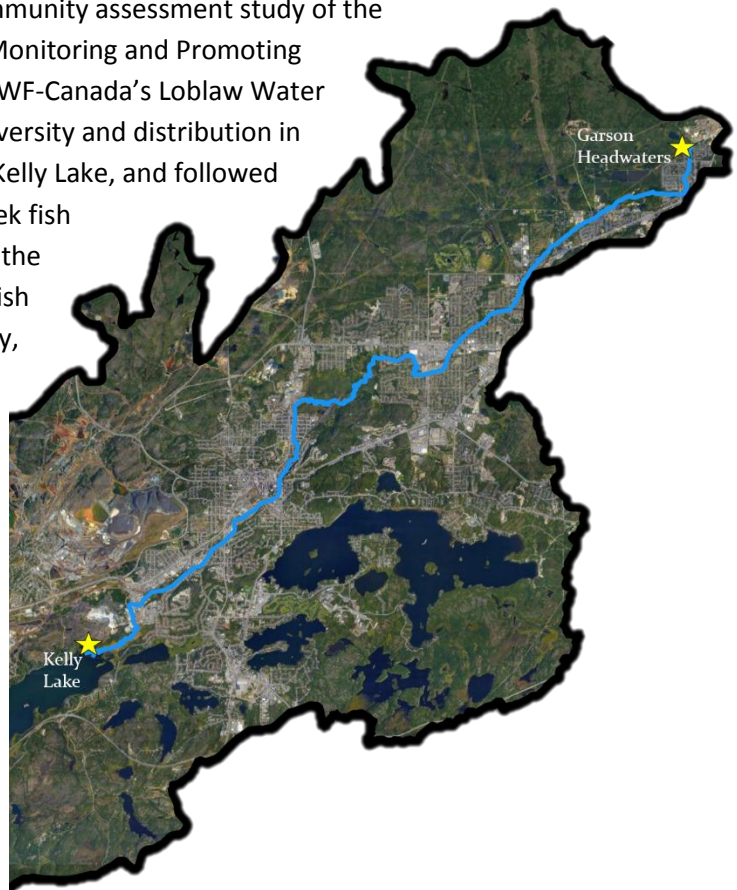 mmunity assessment study of the
Monitoring and Promoting
WF-Canada's Loblaw Water
versity and distribution in
Kelly Lake, and followed
ek fish
the
ish
y,
Garson
Headwaters
Kelly
Lake